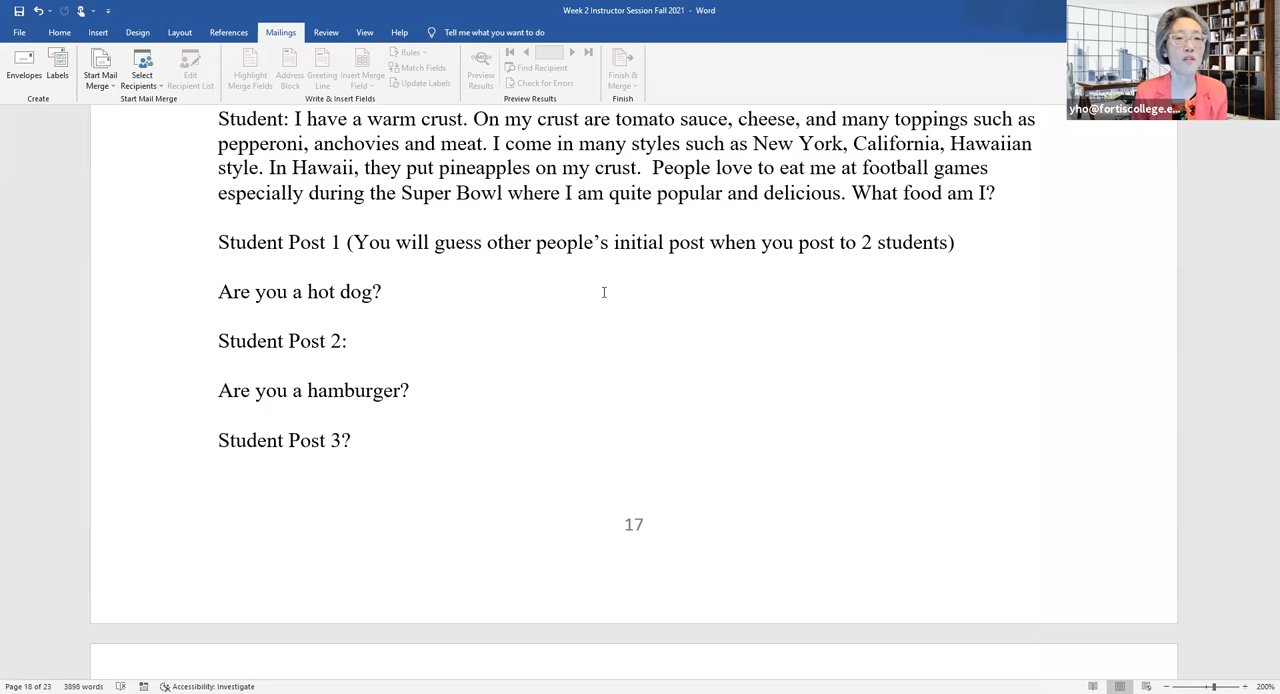 Week 2 Instructor Session Fall 2021 - Word
File Home Insert Design Layout References Mailings Review View Help Tell me what you want to do
Envelopes Labels Start Mail Merge Select Recipients Edit Recipient List Highlight Merge Fields Address Block Greeting Line Insert Merge Field Rules Match Fields Update Labels Preview Results Find Recipient Check for Errors Finish & Merge
Create Start Mail Merge Write & Insert Fields Preview Results Finish
yho@fortiscollege.e...
Student: I have a warm crust. On my crust are tomato sauce, cheese, and many toppings such as
pepperoni, anchovies and meat. I come in many styles such as New York, California, Hawaiian
style. In Hawaii, they put pineapples on my crust.  People love to eat me at football games
especially during the Super Bowl where I am quite popular and delicious. What food am I?
Student Post 1 (You will guess other people’s initial post when you post to 2 students)
Are you a hot dog?
Student Post 2:
Are you a hamburger?
Student Post 3?
17
Page 18 of 23 3898 words Accessibility: Investigate 200%